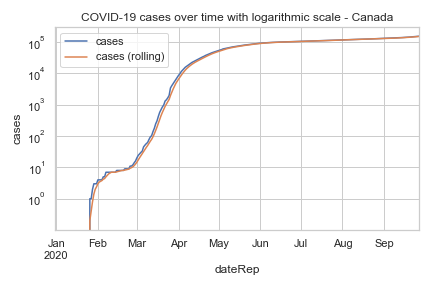 COVID-19 cases over time with logarithmic scale - Canada
cases
cases (rolling)
10^5
10^4
10^3
10^2
10^1
10^0
cases
Jan Feb Mar Apr May Jun Jul Aug Sep
2020
dateRep